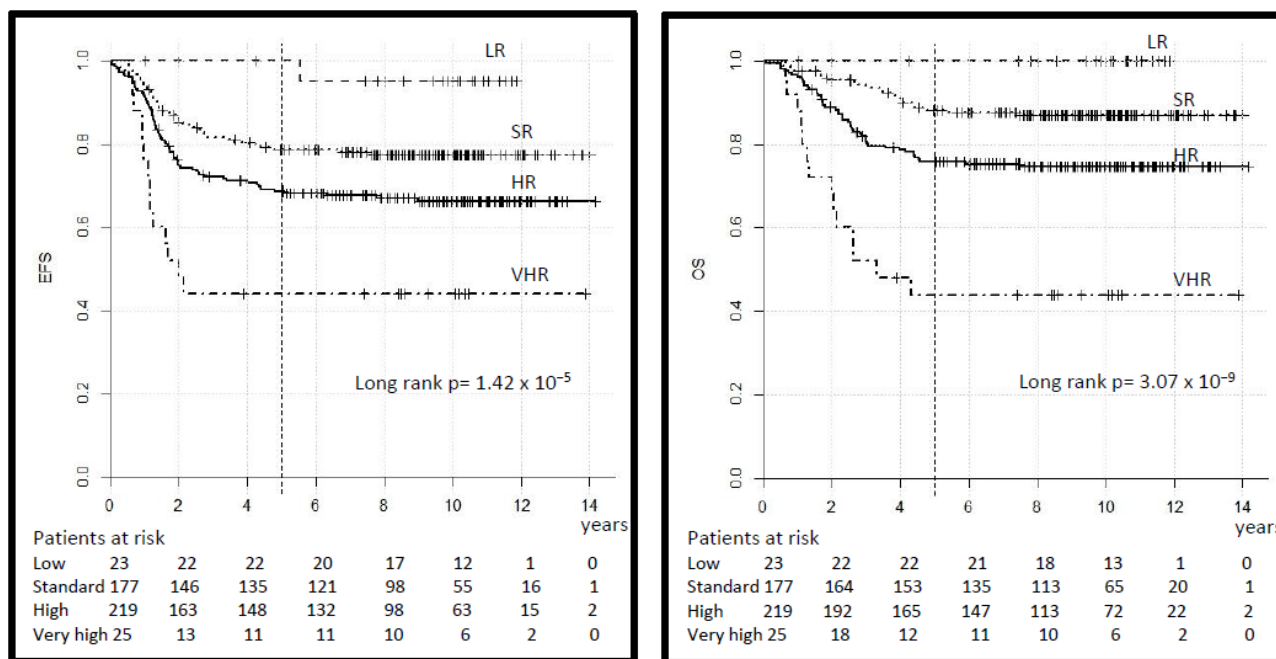 EFS
1.0
0.8
0.6
0.4
0.2
0.0
LR
SR
HR
VHR
Long rank p= 1.42 x 10⁻⁵
0 2 4 6 8 10 12 14
years
Patients at risk
Low 23 22 22 20 17 12 1 0
Standard 177 146 135 121 98 55 16 1
High 219 163 148 132 98 63 15 2
Very high 25 13 11 11 10 6 2 0
OS
1.0
0.8
0.6
0.4
0.2
0.0
LR
SR
HR
VHR
Long rank p= 3.07 x 10⁻⁹
0 2 4 6 8 10 12 14
years
Patients at risk
Low 23 22 22 21 18 13 1 0
Standard 177 164 153 135 113 65 20 1
High 219 192 165 147 113 72 22 2
Very high 25 18 12 11 10 6 2 0